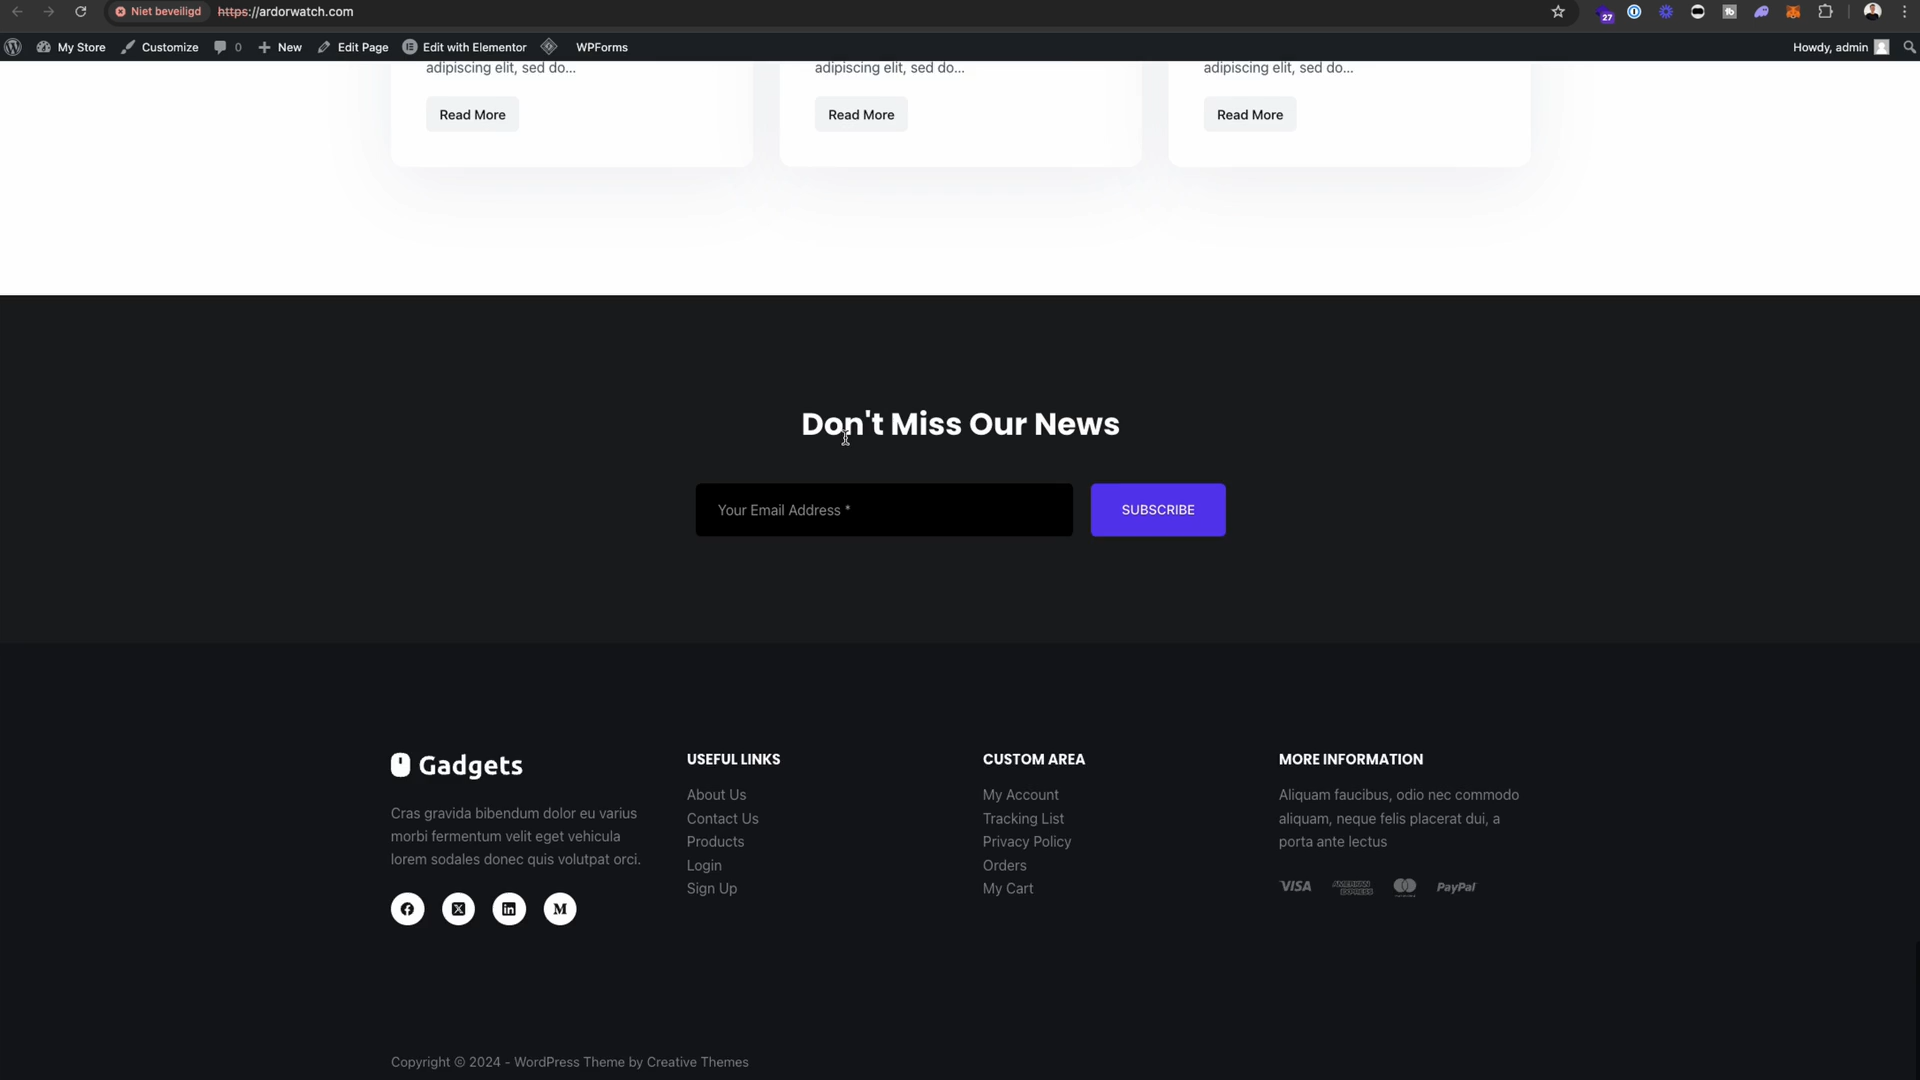 Niet beveiligd https://ardorwatch.com 27
My Store Customize 0 New Edit Page Edit with Elementor WPForms Howdy, admin
adipiscing elit, sed do... adipiscing elit, sed do... adipiscing elit, sed do...
Read More Read More Read More
Don't Miss Our News
Your Email Address * SUBSCRIBE
Gadgets
Cras gravida bibendum dolor eu varius
morbi fermentum velit eget vehicula
lorem sodales donec quis volutpat orci.
USEFUL LINKS
About Us
Contact Us
Products
Login
Sign Up
CUSTOM AREA
My Account
Tracking List
Privacy Policy
Orders
My Cart
MORE INFORMATION
Aliquam faucibus, odio nec commodo
aliquam, neque felis placerat dui, a
porta ante lectus
VISA AMERICAN EXPRESS PayPal
Copyright © 2024 - WordPress Theme by Creative Themes